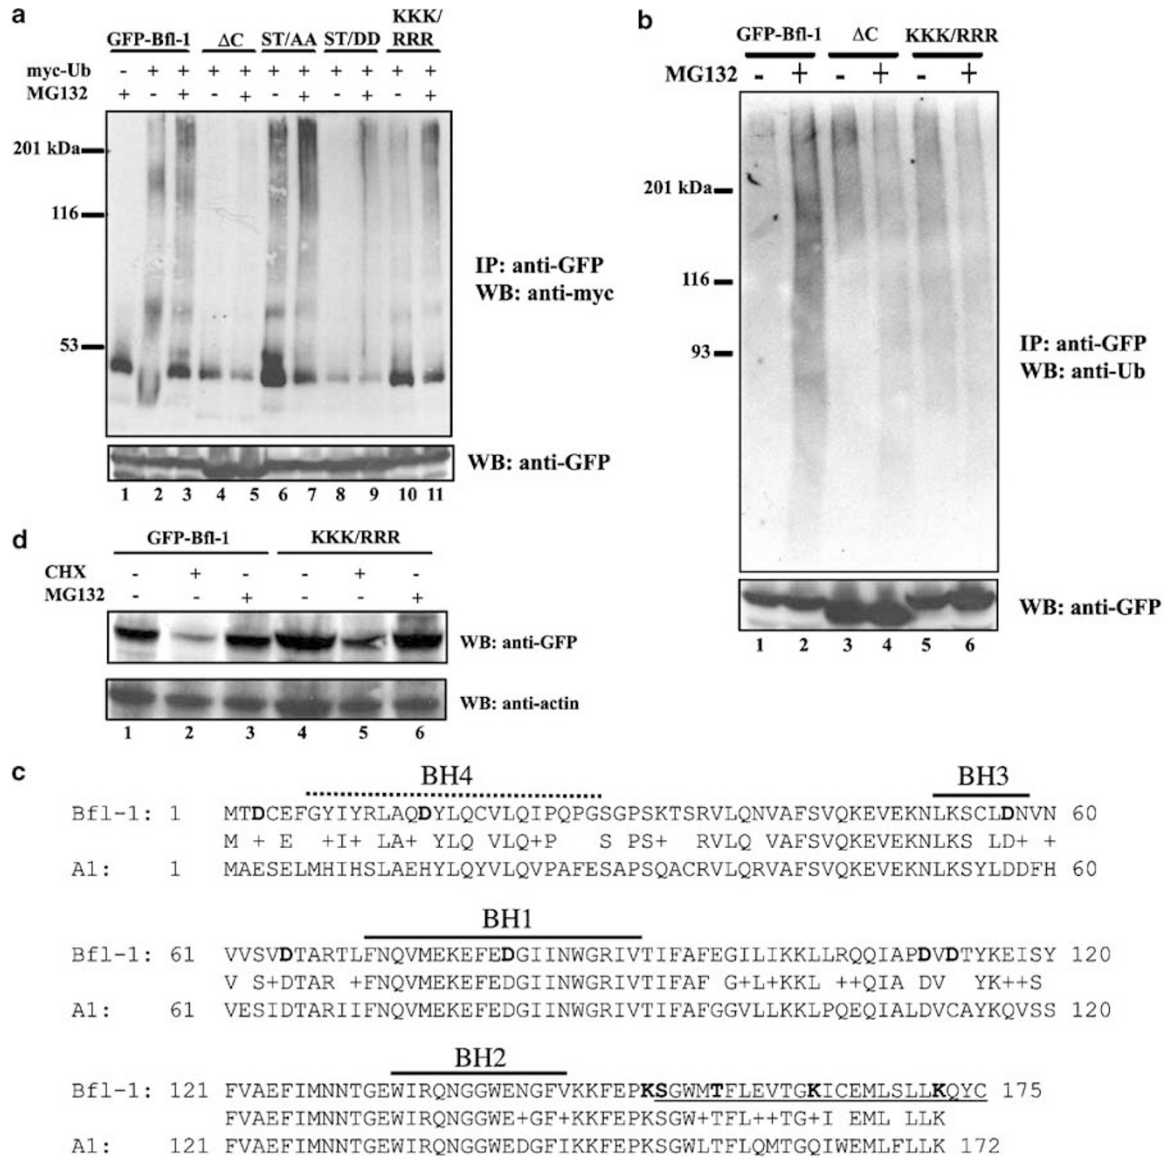 a
KKK/
GFP-Bfl-1 ΔC ST/AA ST/DD RRR
myc-Ub - + + + + + + + + + +
MG132 + - + - + - + - + - +
201 kDa
116
53
IP: anti-GFP
WB: anti-myc
WB: anti-GFP
1 2 3 4 5 6 7 8 9 10 11
b
GFP-Bfl-1 ΔC KKK/RRR
MG132 - + - + - +
201 kDa
116
93
IP: anti-GFP
WB: anti-Ub
WB: anti-GFP
1 2 3 4 5 6
d
GFP-Bfl-1 KKK/RRR
CHX - + - - + -
MG132 - - + - - +
WB: anti-GFP
WB: anti-actin
1 2 3 4 5 6
c
BH4 BH3
Bfl-1: 1 MTDCEFGYIYRLAQDYLQCVLQIPQPGSGPSKTSRVLQNVAFSVQKEVEKNLKSCLDNVN 60
M + E +I+ LA+ YLQ VLQ+P S PS+ RVLQ VAFSVQKEVEKNLKS LD+ +
A1: 1 MAESELMHIHSLAEHYLQYVLQVPAFESAPSQACRVLQRVAFSVQKEVEKNLKSYLDDFH 60
BH1
Bfl-1: 61 VVSVDTARTLFNQVMEKEFEDGIINWGRIVTIFAFEGILIKKLLRQQIAPDVDTYKEISY 120
V S+DTAR +FNQVMEKEFEDGIINWGRIVTIFAF G+L+KKL ++QIA DV YK++S
A1: 61 VESIDTARIIFNQVMEKEFEDGIINWGRIVTIFAFGGVLLKKLPQEQIALDVCAYKQVSS 120
BH2
Bfl-1: 121 FVAEFIMNNTGEWIRQNGGWENGFVKKFEPKSGWMTFLEVTGKICEMLSLLKQYC 175
FVAEFIMNNTGEWIRQNGGWE+GF+KKFEPKSGW+TFL++TG+I EML LLK
A1: 121 FVAEFIMNNTGEWIRQNGGWEDGFIKKFEPKSGWLTFLQMTGQIWEMLFLLK 172